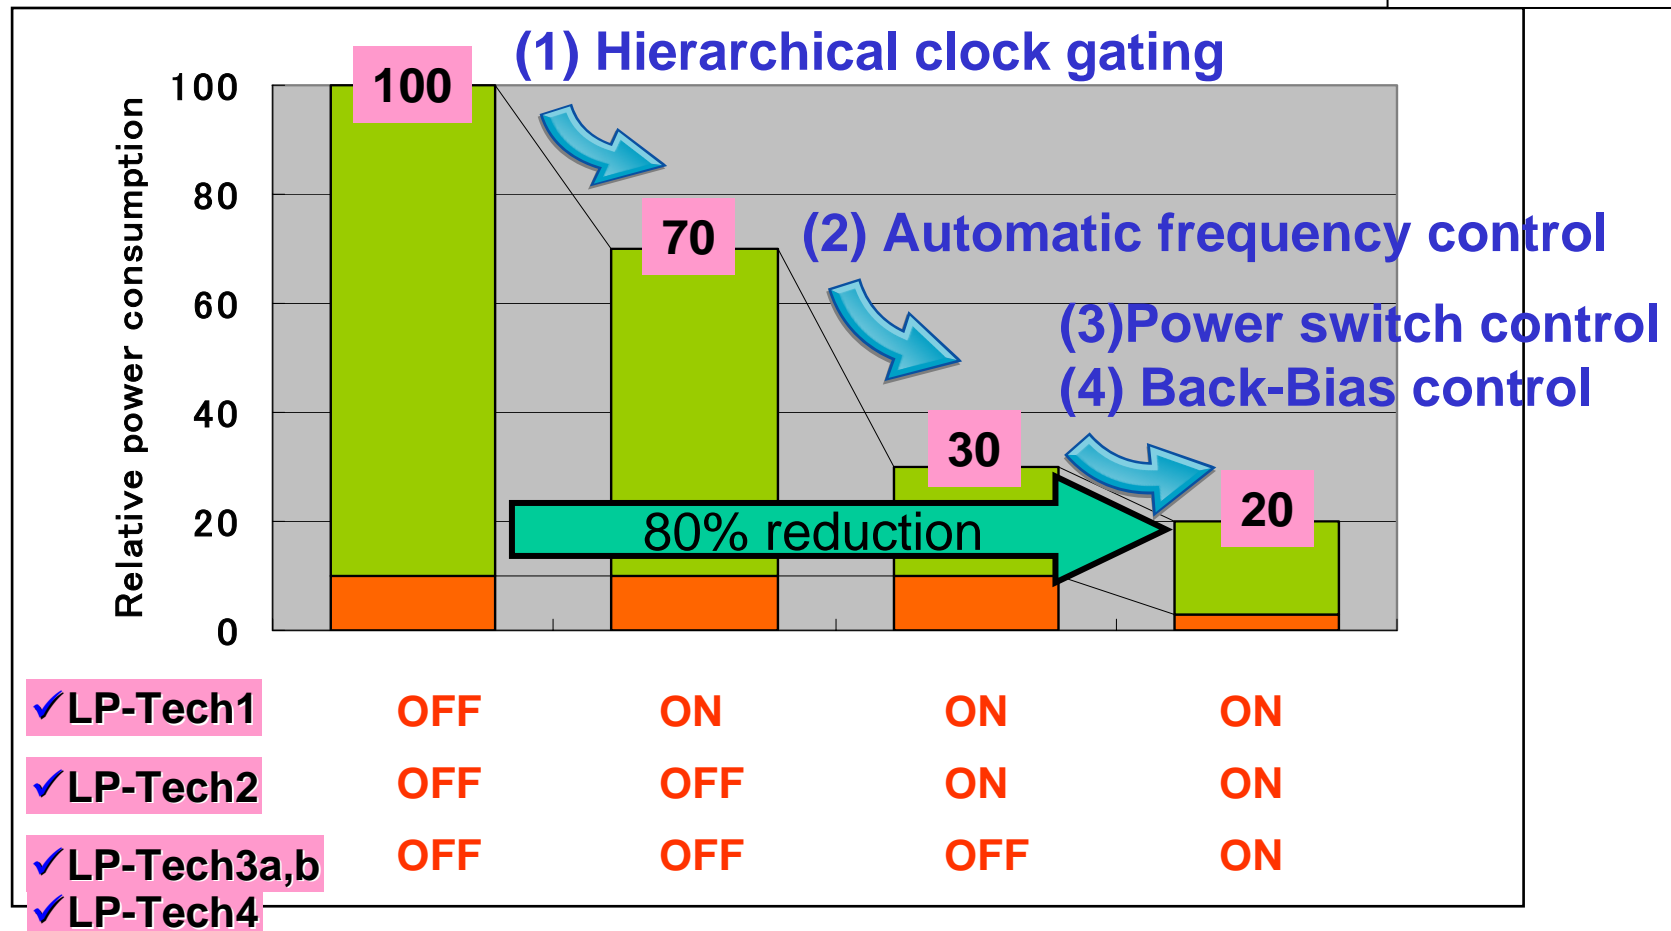 (1) Hierarchical clock gating
100
100
80
70
(2) Automatic frequency control
60
(3)Power switch control
(4) Back-Bias control
40
30
20
20
80% reduction
0
Relative power consumption
✓LP-Tech1 OFF ON ON ON
✓LP-Tech2 OFF OFF ON ON
✓LP-Tech3a,b OFF OFF OFF ON
✓LP-Tech4